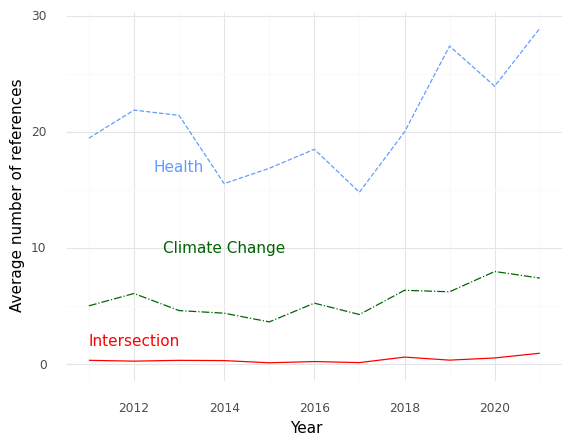 30
20
10
0
Average number of references
Health
Climate Change
Intersection
2012 2014 2016 2018 2020
Year